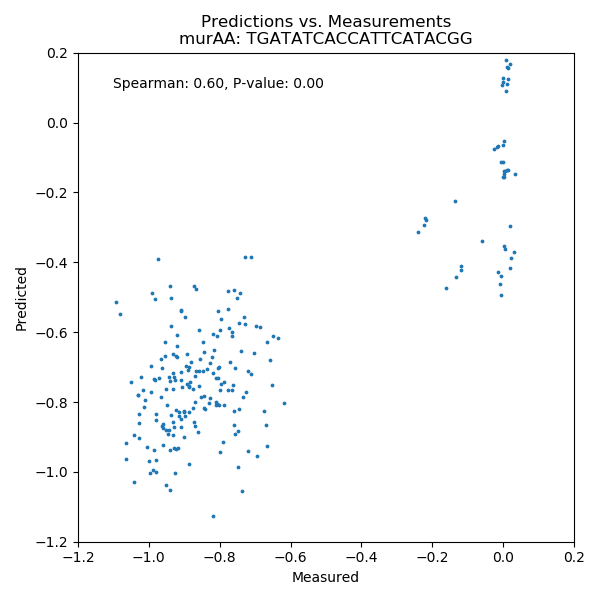 Predictions vs. Measurements
murAA: TGATATCACCATTCATACGG
Spearman: 0.60, P-value: 0.00
0.2
0.0
−0.2
−0.4
−0.6
−0.8
−1.0
−1.2
Predicted
−1.2 −1.0 −0.8 −0.6 −0.4 −0.2 0.0 0.2
Measured